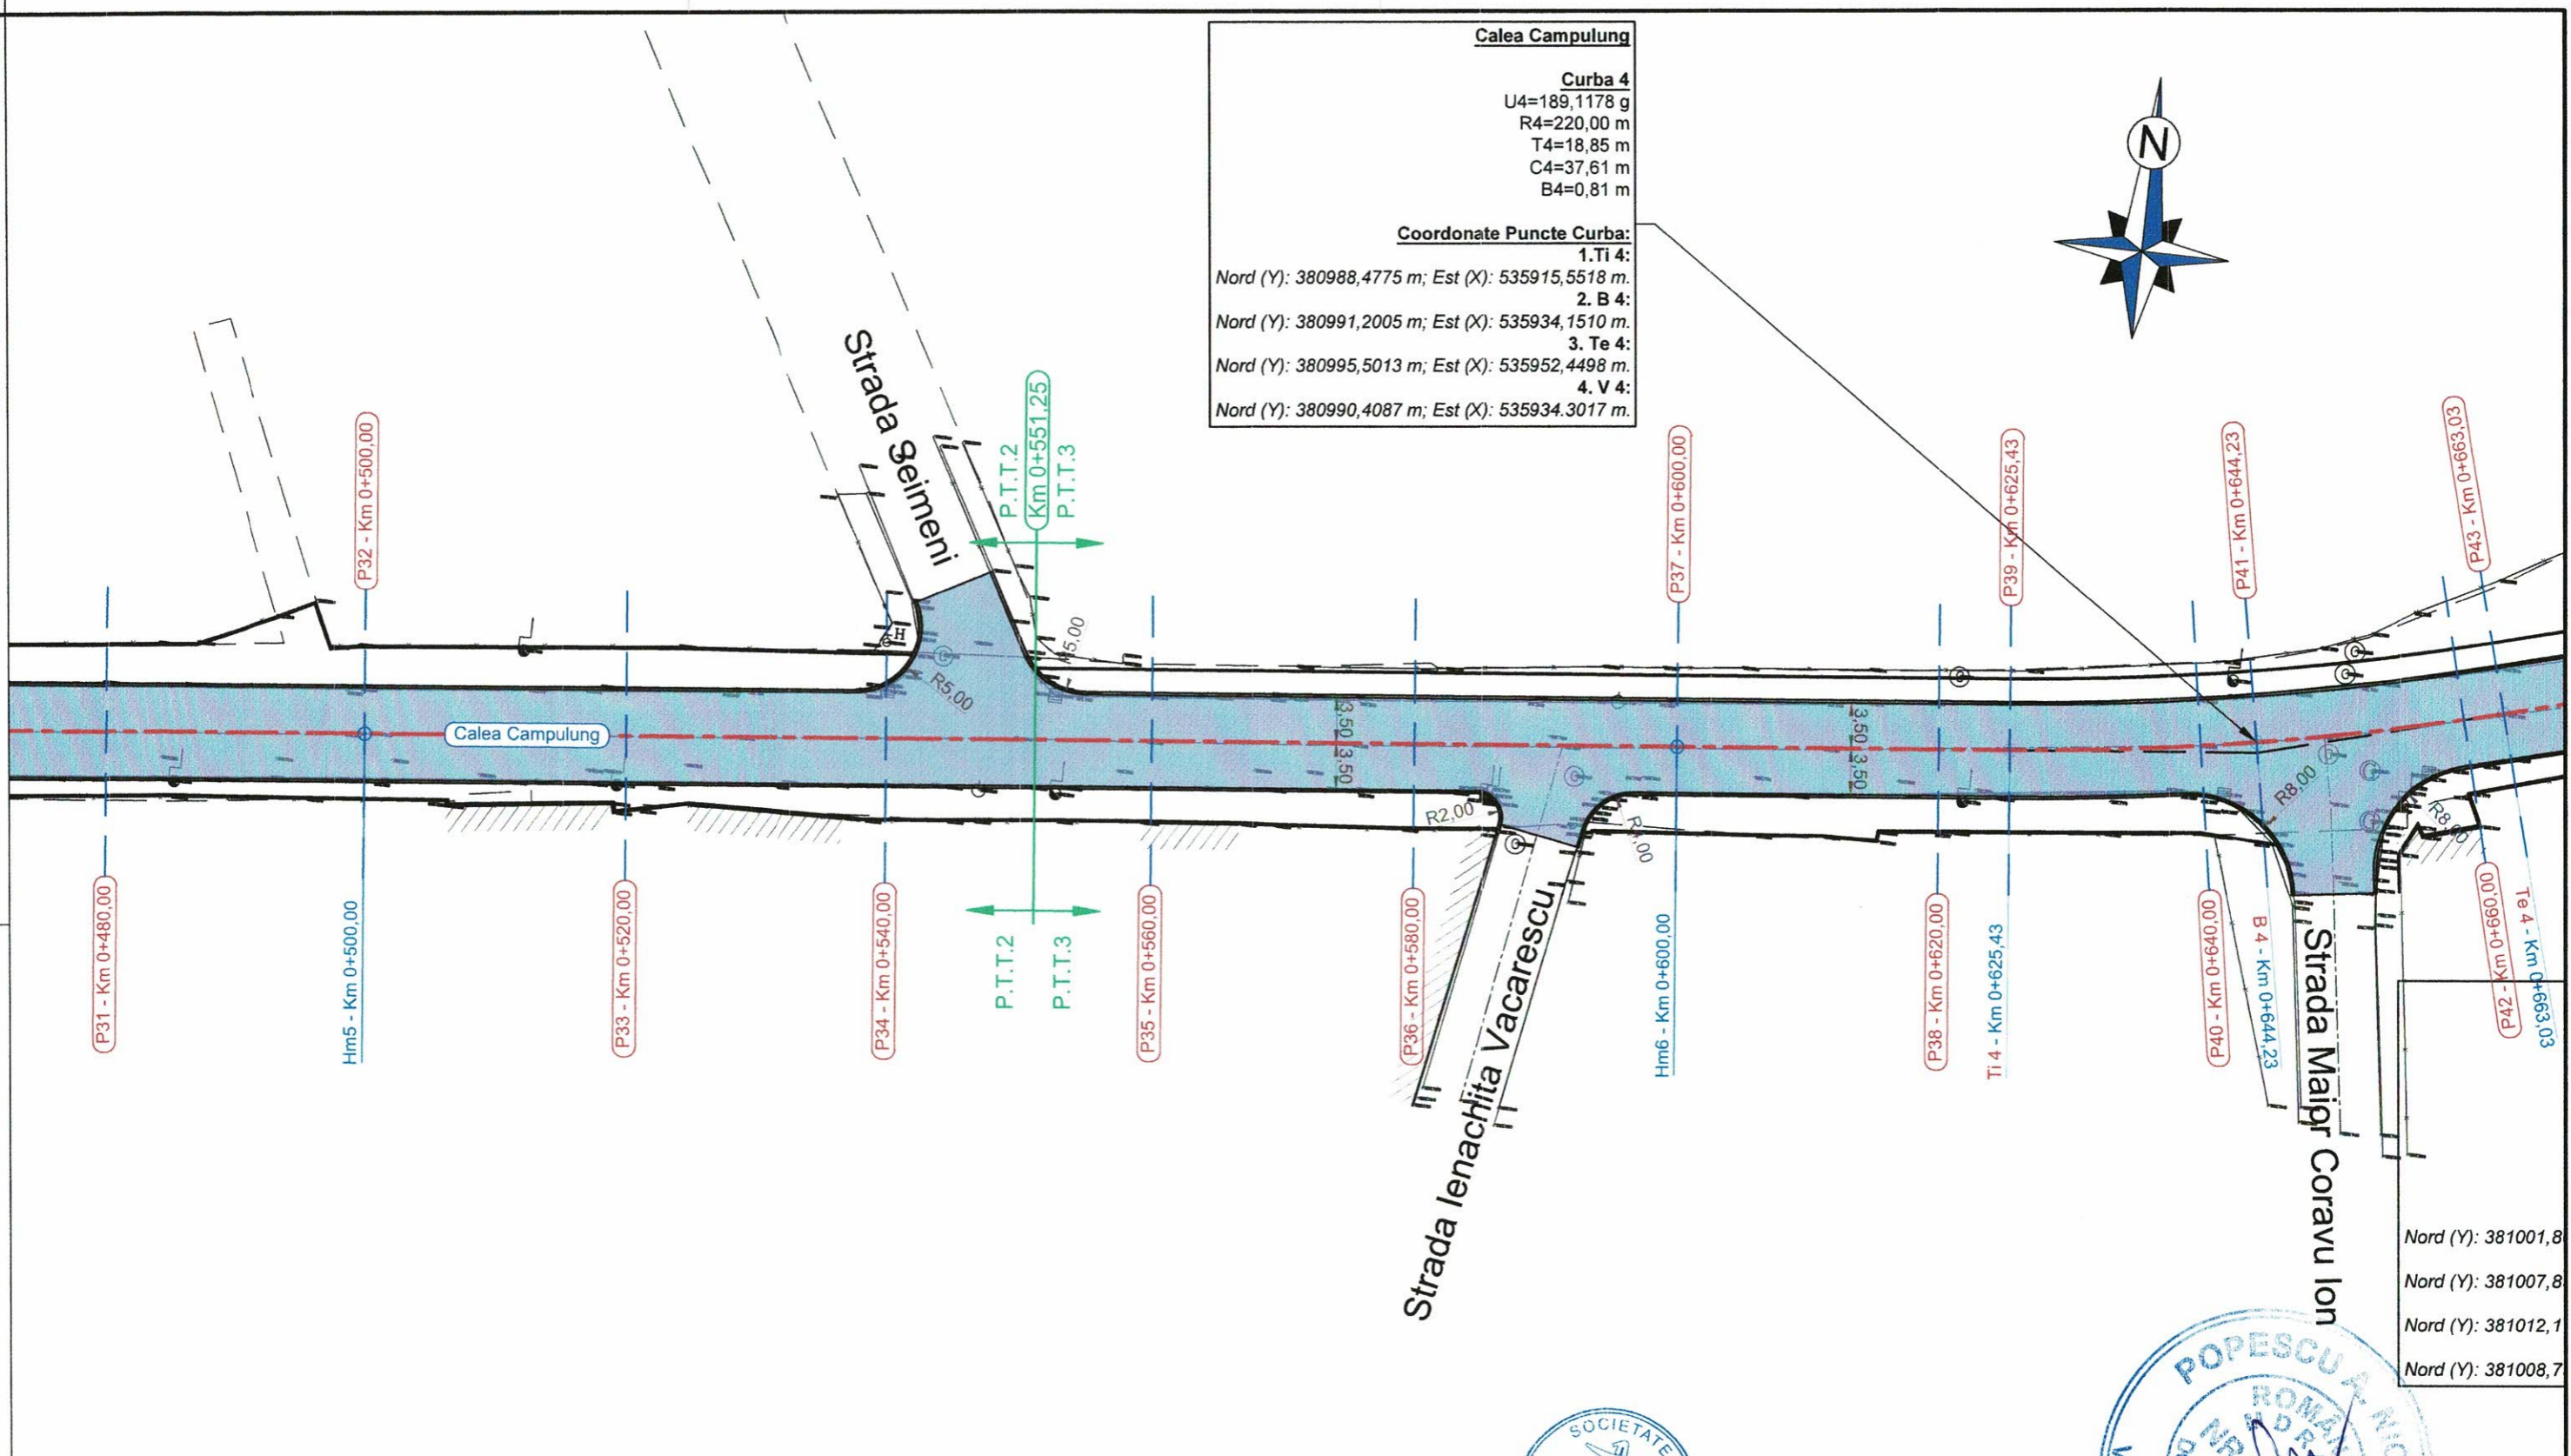 Calea Campulung
Curba 4
U4=189,1178 g
R4=220,00 m
T4=18,85 m
C4=37,61 m
B4=0,81 m
Coordonate Puncte Curba:
1.Ti 4:
Nord (Y): 380988,4775 m; Est (X): 535915,5518 m.
2. B 4:
Nord (Y): 380991,2005 m; Est (X): 535934,1510 m.
3. Te 4:
Nord (Y): 380995,5013 m; Est (X): 535952,4498 m.
4. V 4:
Nord (Y): 380990,4087 m; Est (X): 535934.3017 m.
N
Strada Seimeni
P.T.T.2
Km 0+551,25
P.T.T.3
P32 - Km 0+500,00
P37 - Km 0+600,00
P39 - Km 0+625,43
P41 - Km 0+644,23
P43 - Km 0+663,03
H
R5,00
R5,00
Calea Campulung
3,50
3,50
3,50
3,50
R2,00
R4,00
R8,00
R8,00
P31 - Km 0+480,00
Hm5 - Km 0+500,00
P33 - Km 0+520,00
P34 - Km 0+540,00
P.T.T.2
P.T.T.3
P35 - Km 0+560,00
P36 - Km 0+580,00
Strada Ienachita Vacarescu
Hm6 - Km 0+600,00
P38 - Km 0+620,00
Ti 4 - Km 0+625,43
P40 - Km 0+640,00
B 4 - Km 0+644,23
Strada Maior Coravu Ion
P42 - Km 0+660,00
Te 4 - Km 0+663,03
Nord (Y): 381001,8
Nord (Y): 381007,8
Nord (Y): 381012,1
Nord (Y): 381008,7
POPESCU A. NIC
ROMÂN
SOCIETATE